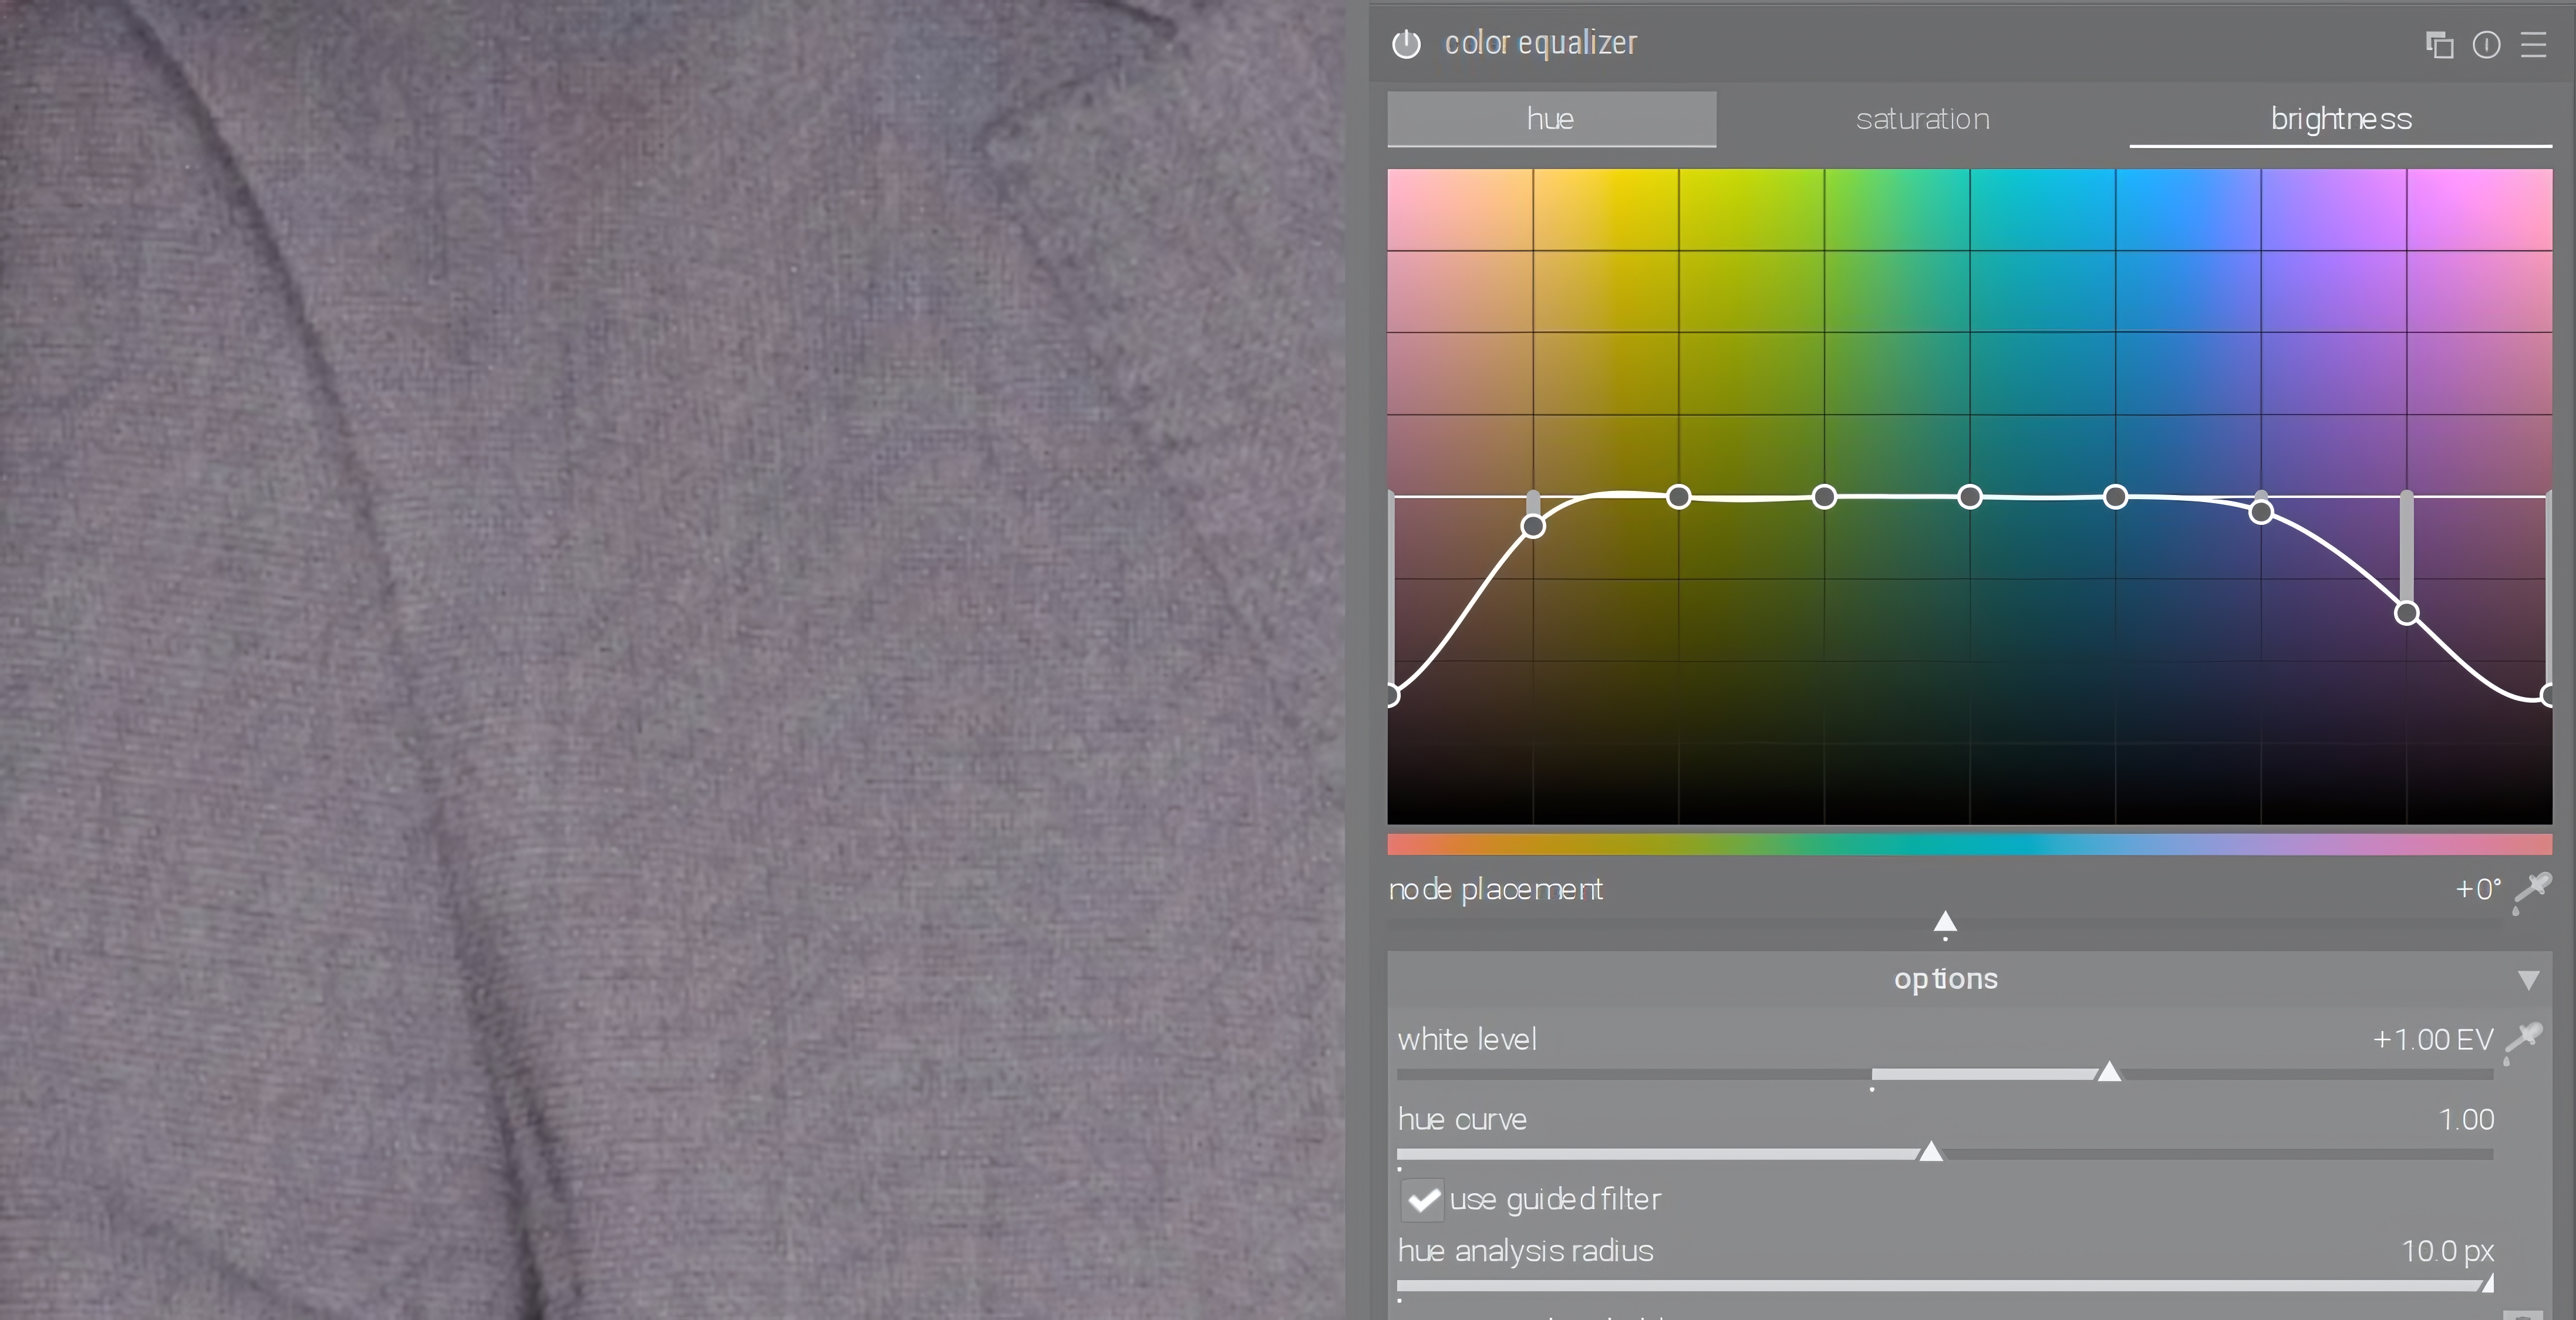 color equalizer
hue saturation brightness
node placement +0°
options
white level +1.00 EV
hue curve 1.00
use guided filter
hue analysis radius 10.0 px